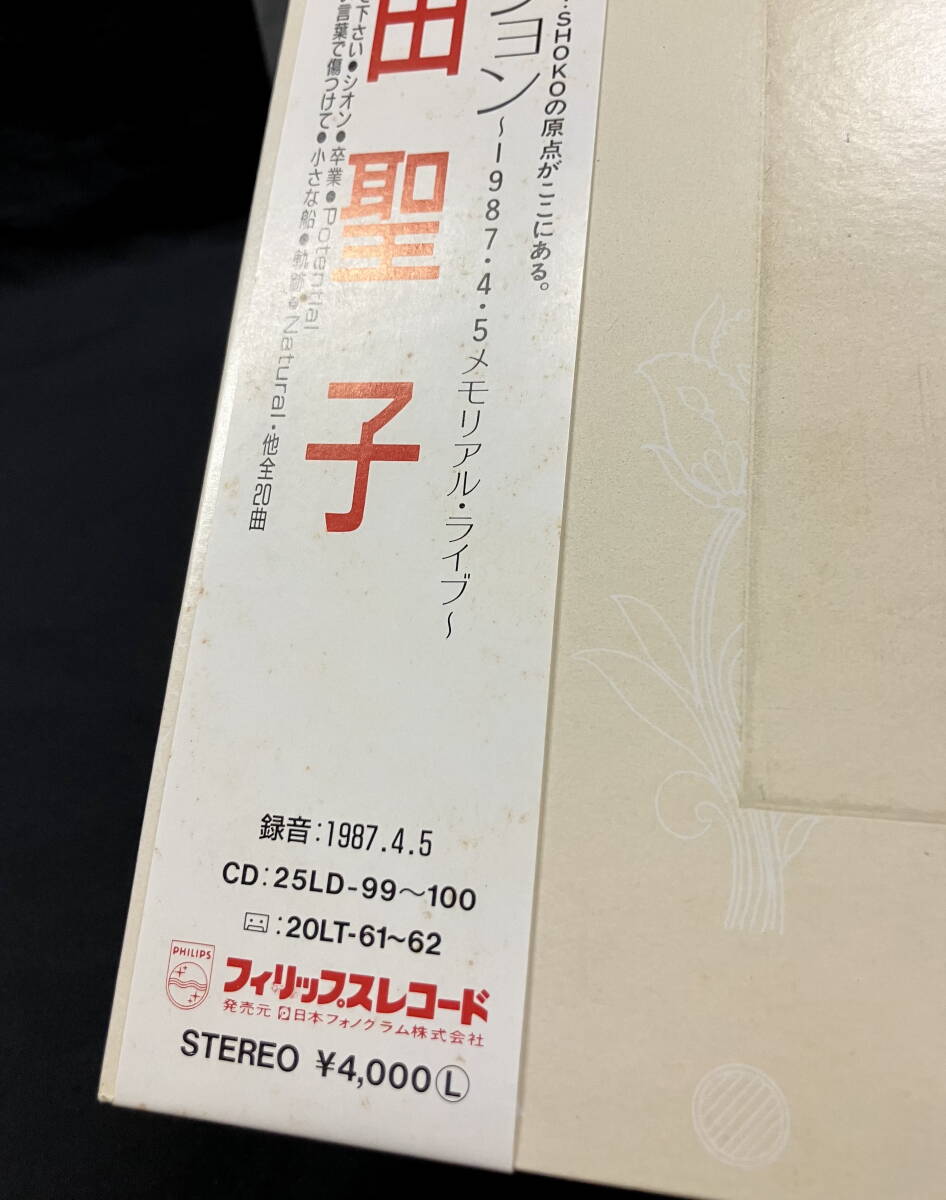 ・SHOKOの原点がここにある。
ション
〜1987・4・5メモリアル・ライブ〜
田聖子
て下さい●シオン●卒業●Potential
い言葉で傷つけて●小さな船●軌跡●Natural・他全20曲
録音:1987.4.5
CD:25LD-99〜100
:20LT-61〜62
PHILIPS
フィリップスレコード
発売元 日本フォノグラム株式会社
STEREO ¥4,000Ⓛ